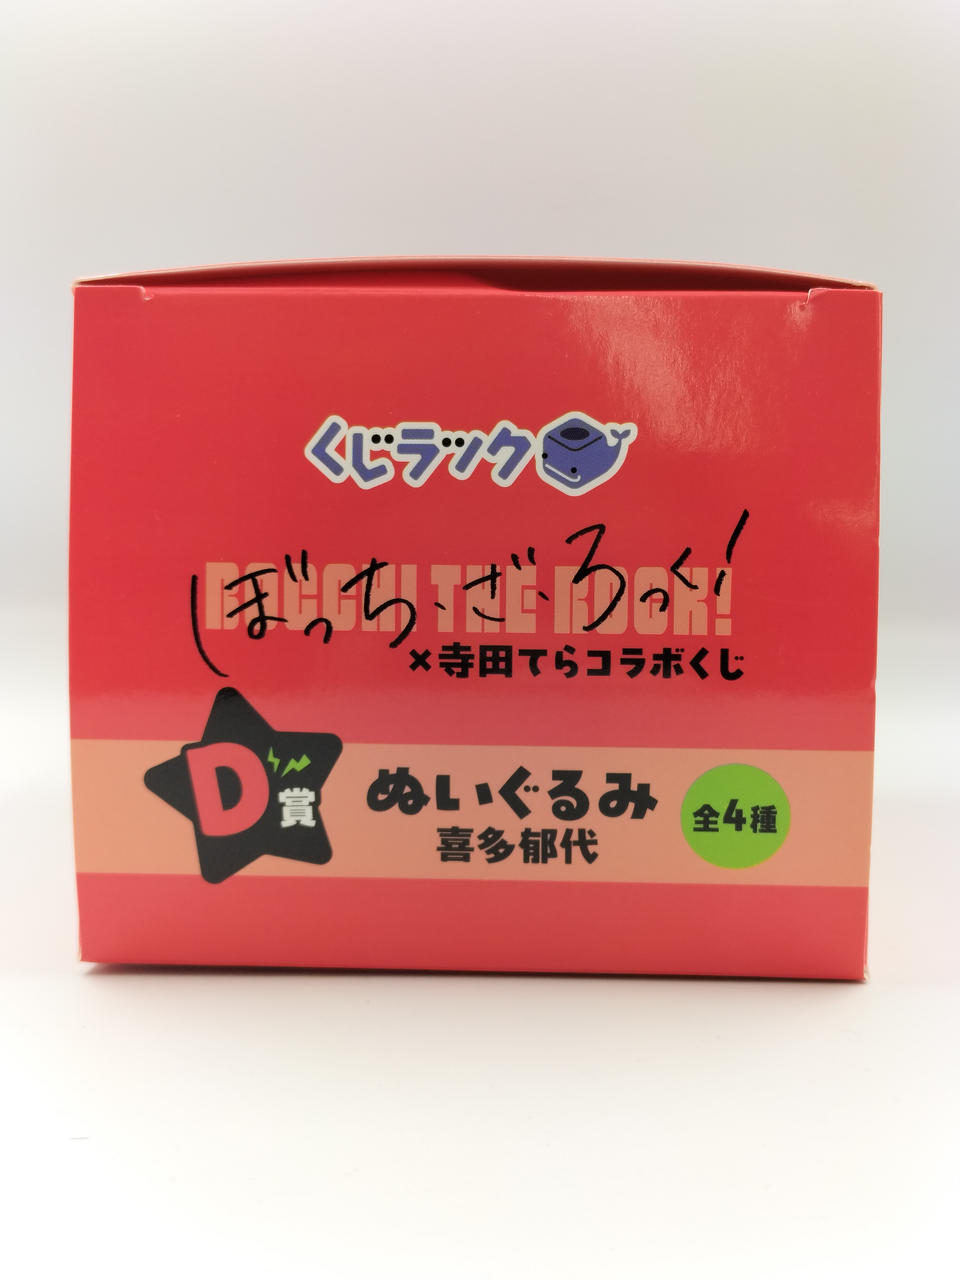 くじラック
BOCCHI THE ROCK!
ぼっち・ざ・ろっく!
×寺田てらコラボくじ
D賞
ぬいぐるみ
喜多郁代
全4種